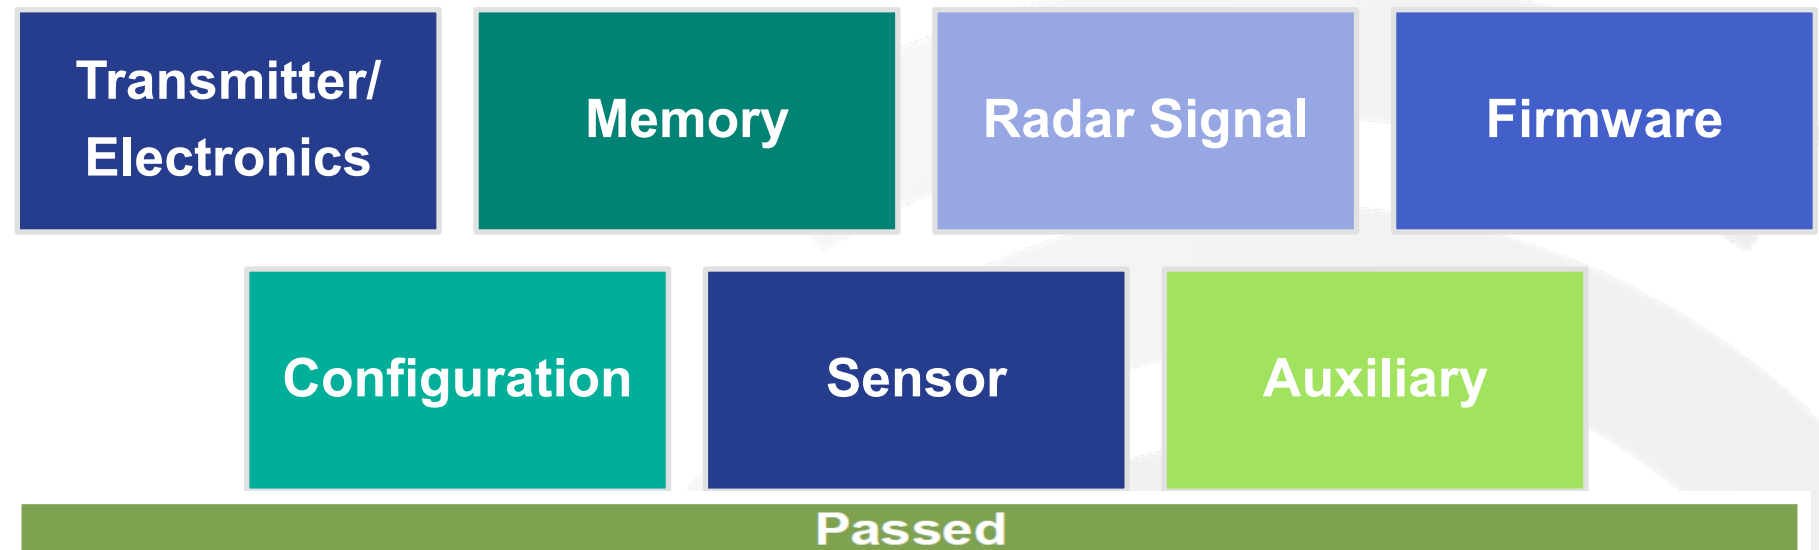 Transmitter/
Electronics
Memory
Radar Signal
Firmware
Configuration
Sensor
Auxiliary
Passed